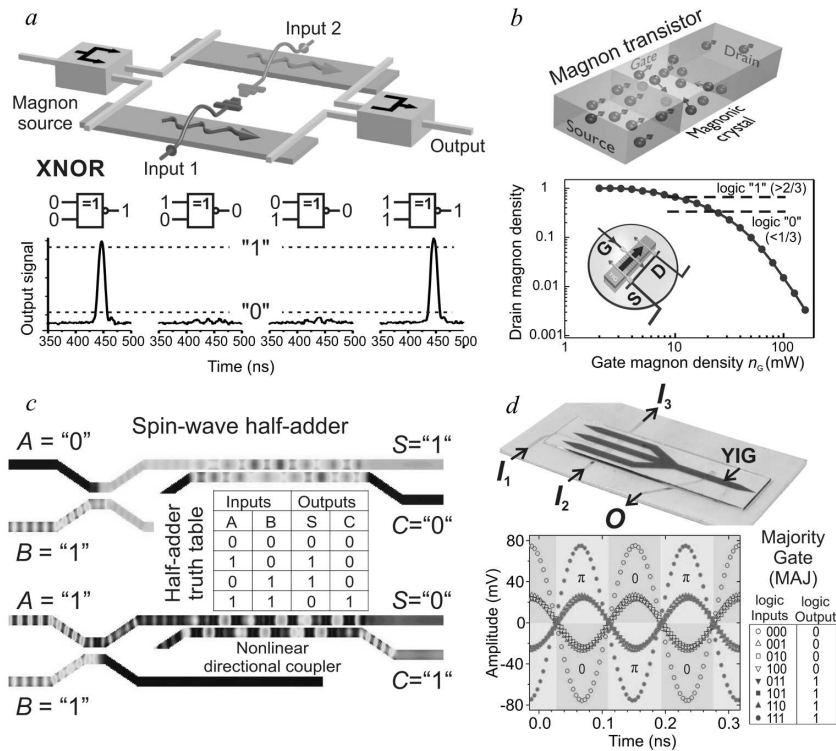 a
Input 2
Magnon
source
Input 1
Output
XNOR
0
0
=1
1
0
1
=1
0
1
0
=1
0
1
1
=1
1
Output signal
"1"
"0"
350 400 450 500
350 400 450 500
350 400 450 500
350 400 450 500
Time (ns)
b
Magnon transistor
Gate
Drain
Source
Magnonic
crystal
Drain magnon density
1
0.1
0.01
0.001
logic "1" (>2/3)
logic "0"
(<1/3)
G
S
D
1
10
100
Gate magnon density nG (mW)
c
Spin-wave half-adder
A = "0"
S="1"
B = "1"
C="0"
Half-adder
truth table
Inputs Outputs
A B S C
0 0 0 0
1 0 1 0
0 1 1 0
1 1 0 1
A = "1"
S="0"
Nonlinear
directional coupler
B = "1"
C="1"
d
I3
YIG
I1
I2
O
Amplitude (mV)
80
40
0
-40
-80
π 0 π
0 π 0
0.0 0.1 0.2 0.3
Time (ns)
Majority
Gate
(MAJ)
logic logic
Inputs Output
000 0
001 0
010 0
100 0
011 1
101 1
110 1
111 1